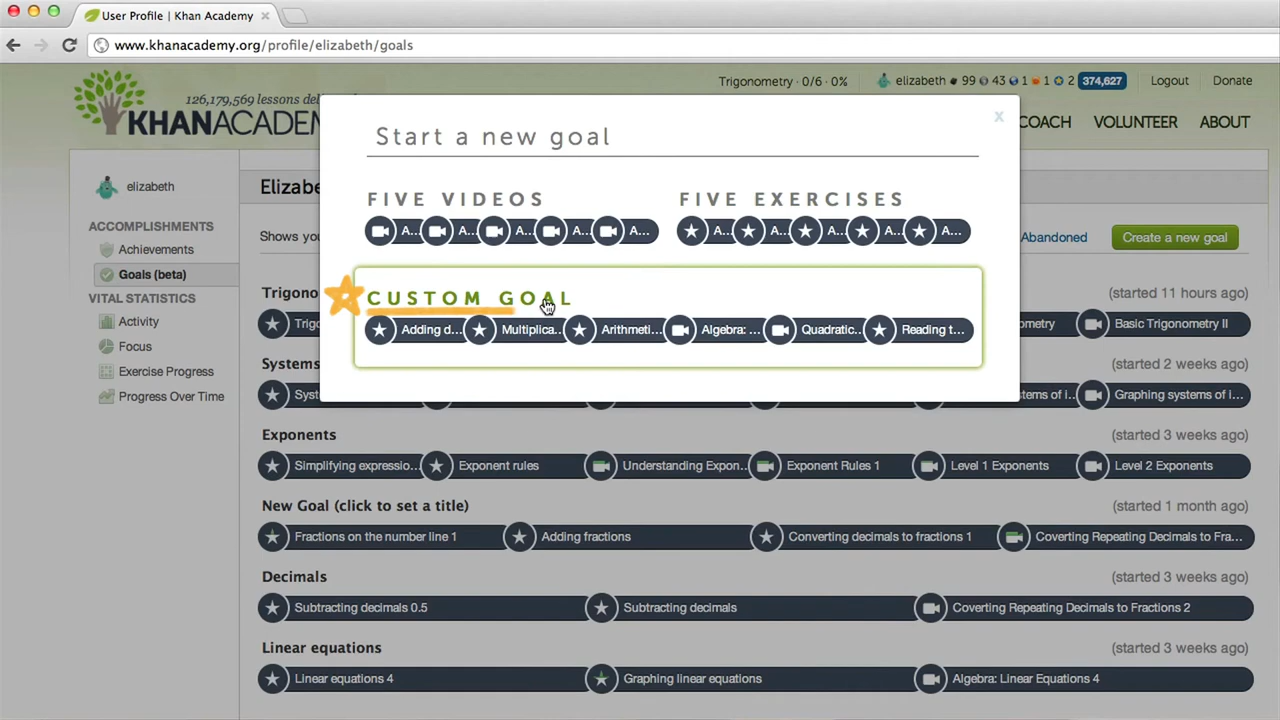 User Profile | Khan Academy
www.khanacademy.org/profile/elizabeth/goals
Trigonometry · 0/6 · 0% elizabeth 99 43 1 1 2 374,627 Logout Donate
126,179,569 lessons
KHANACADEM
COACH VOLUNTEER ABOUT
Start a new goal x
FIVE VIDEOS FIVE EXERCISES
A... A... A... A... A... A... A... A... A... A...
CUSTOM GOAL
Adding d... Multiplica... Arithmeti... Algebra: ... Quadratic... Reading t...
elizabeth
ACCOMPLISHMENTS
Achievements
Goals (beta)
VITAL STATISTICS
Activity
Focus
Exercise Progress
Progress Over Time
Elizabe
Shows you Abandoned Create a new goal
Trigono (started 11 hours ago)
Trig ometry Basic Trigonometry II
Systems (started 2 weeks ago)
Syst stems of i... Graphing systems of i...
Exponents (started 3 weeks ago)
Simplifying expressio... Exponent rules Understanding Expon... Exponent Rules 1 Level 1 Exponents Level 2 Exponents
New Goal (click to set a title) (started 1 month ago)
Fractions on the number line 1 Adding fractions Converting decimals to fractions 1 Coverting Repeating Decimals to Fra...
Decimals (started 3 weeks ago)
Subtracting decimals 0.5 Subtracting decimals Coverting Repeating Decimals to Fractions 2
Linear equations (started 3 weeks ago)
Linear equations 4 Graphing linear equations Algebra: Linear Equations 4